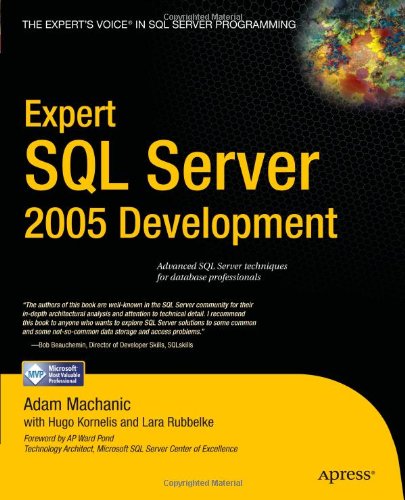 Copyrighted Material
THE EXPERT'S VOICE® IN SQL SERVER PROGRAMMING
Expert
SQL Server
2005 Development
Advanced SQL Server techniques
for database professionals
"The authors of this book are well-known in the SQL Server community for their
in-depth architectural analysis and attention to technical detail. I recommend
this book to anyone who wants to explore SQL Server solutions to some common
and some not-so-common data storage and access problems."
—Bob Beauchemin, Director of Developer Skills, SQLskills
MVP
Microsoft
Most Valuable
Professional
Adam Machanic
with Hugo Kornelis and Lara Rubbelke
Foreword by AP Ward Pond
Technology Architect, Microsoft SQL Server Center of Excellence
Apress®
Copyrighted Material